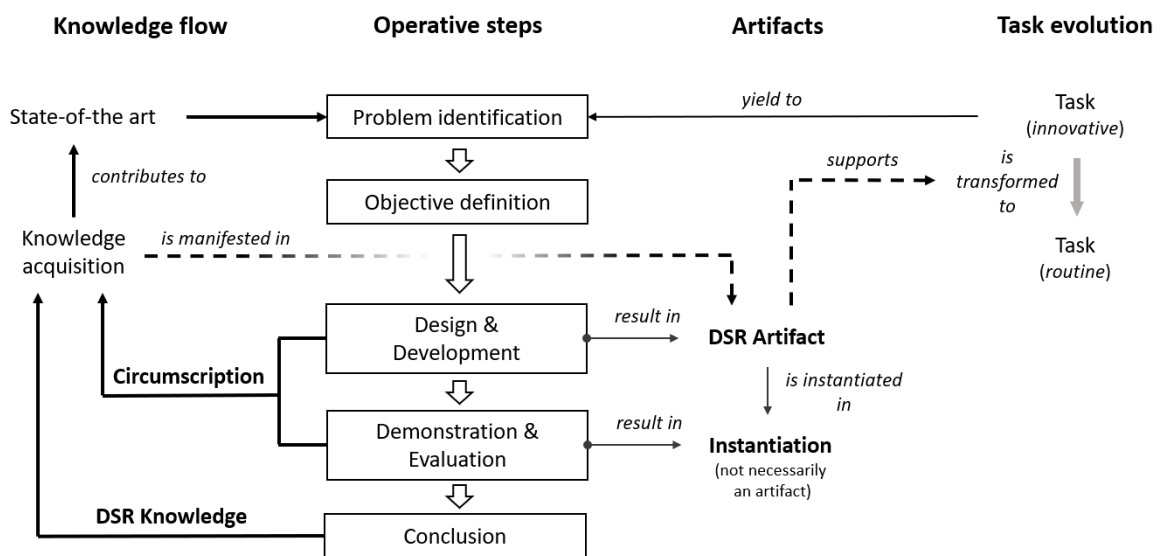 Knowledge flow
Operative steps
Artifacts
Task evolution
State-of-the art
Problem identification
yield to
Task
(innovative)
contributes to
supports
is
transformed
to
Objective definition
Knowledge
acquisition
is manifested in
Task
(routine)
Design &
Development
result in
DSR Artifact
Circumscription
is instantiated
in
Demonstration &
Evaluation
result in
Instantiation
(not necessarily
an artifact)
DSR Knowledge
Conclusion